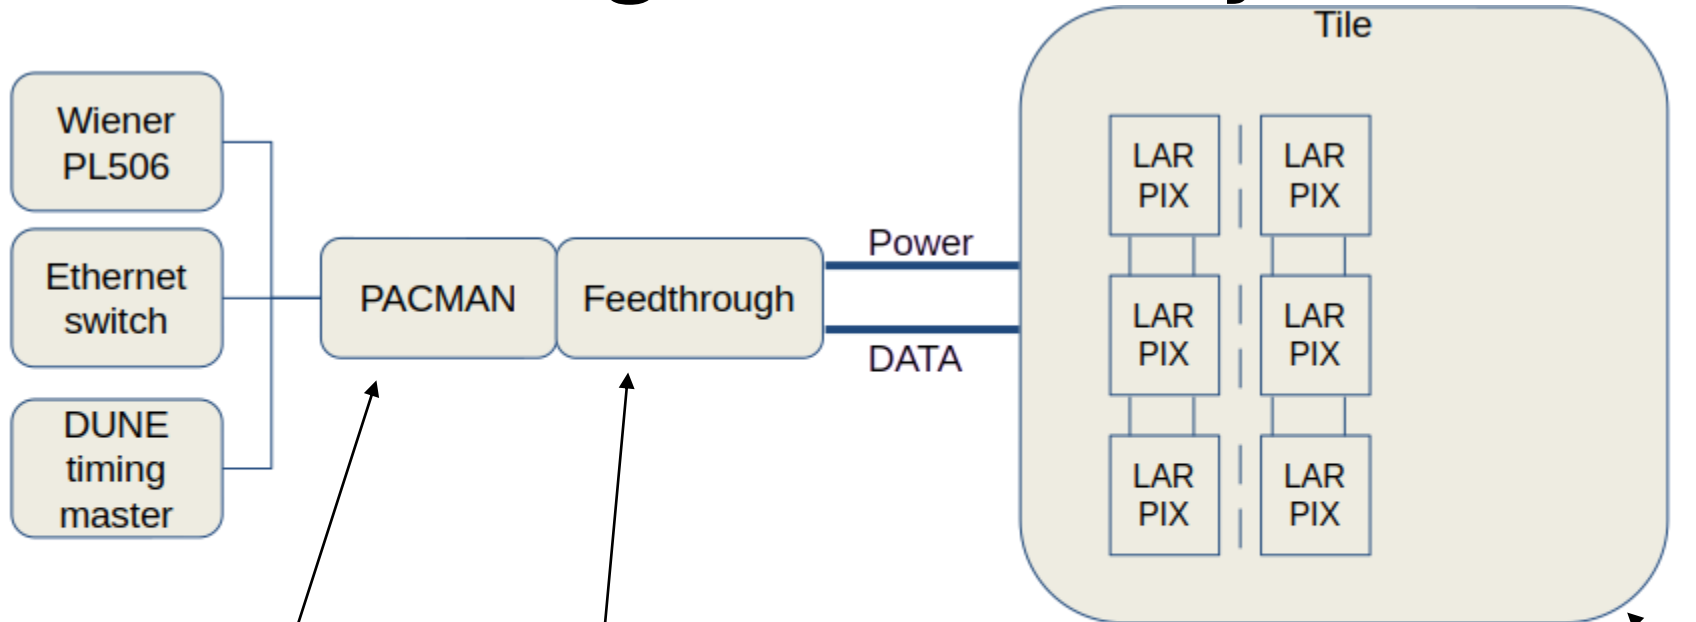 Tile
Wiener
PL506
Ethernet
switch
DUNE
timing
master
PACMAN
Feedthrough
Power
DATA
LAR
PIX
LAR
PIX
LAR
PIX
LAR
PIX
LAR
PIX
LAR
PIX